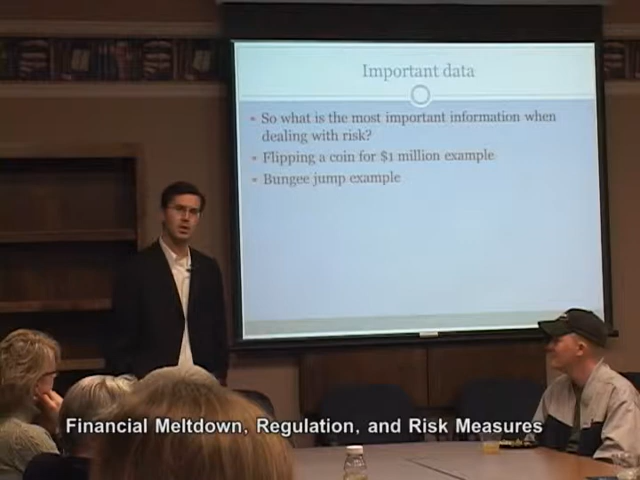 Important data
So what is the most important information when
dealing with risk?
Flipping a coin for $1 million example
Bungee jump example
Financial Meltdown, Regulation, and Risk Measures